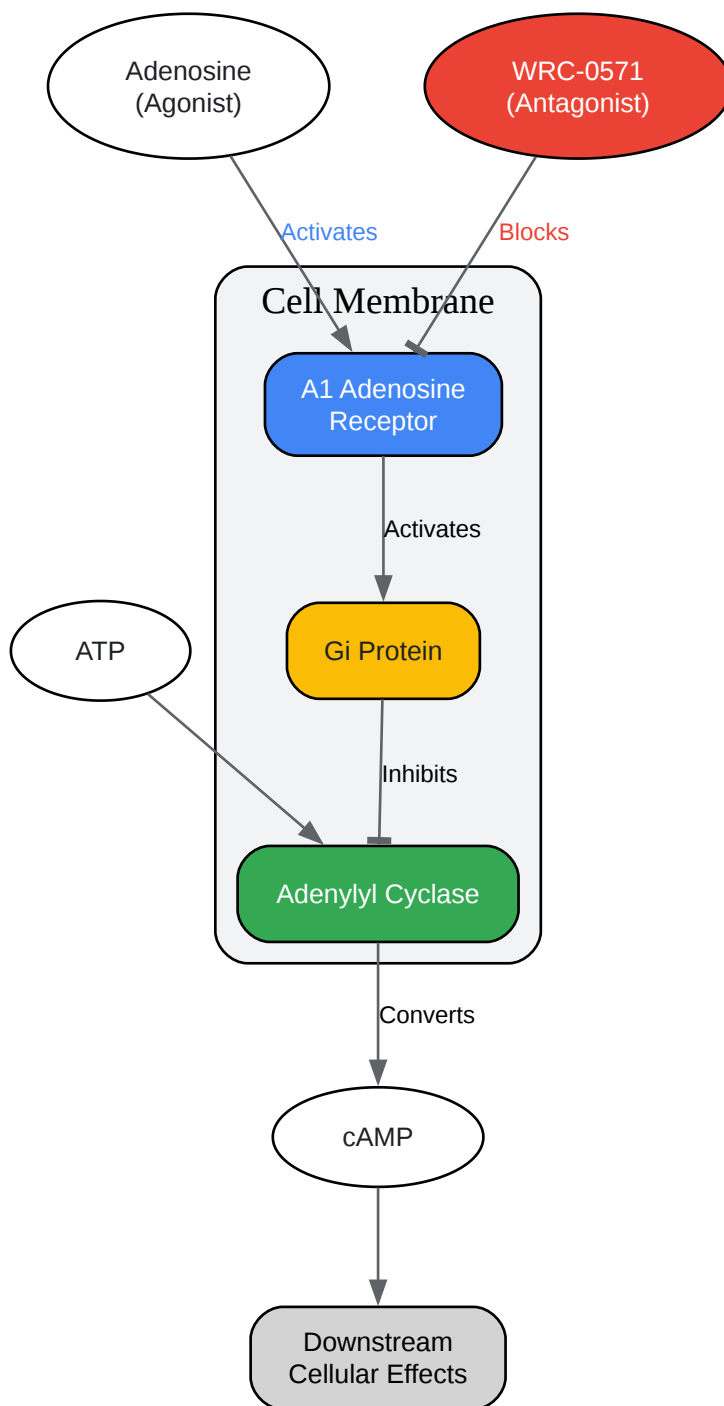 Adenosine
(Agonist)
WRC-0571
(Antagonist)
Activates
Blocks
Cell Membrane
A1 Adenosine
Receptor
Activates
ATP
Gi Protein
Inhibits
Adenylyl Cyclase
Converts
cAMP
Downstream
Cellular Effects